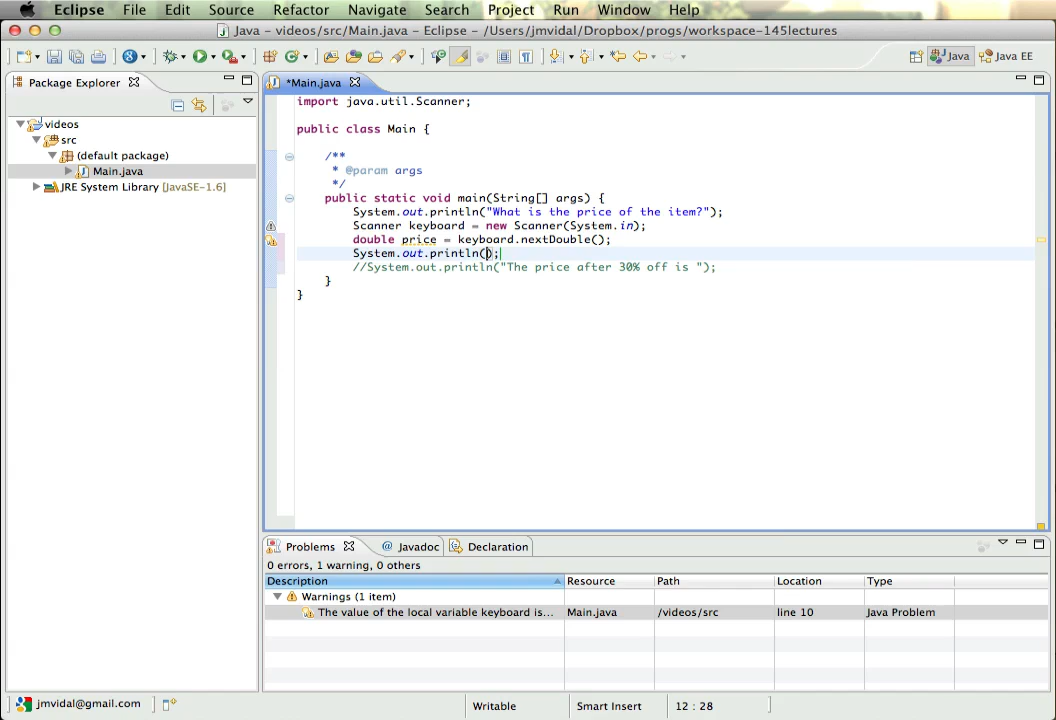 Eclipse File Edit Source Refactor Navigate Search Project Run Window Help
Java – videos/src/Main.java – Eclipse – /Users/jmvidal/Dropbox/progs/workspace-145lectures
Java Java EE
Package Explorer
*Main.java
videos
src
(default package)
Main.java
JRE System Library [JavaSE-1.6]
import java.util.Scanner;
public class Main {
/**
* @param args
*/
public static void main(String[] args) {
System.out.println("What is the price of the item?");
Scanner keyboard = new Scanner(System.in);
double price = keyboard.nextDouble();
System.out.println();
//System.out.println("The price after 30% off is ");
}
}
Problems @ Javadoc Declaration
0 errors, 1 warning, 0 others
Description Resource Path Location Type
Warnings (1 item)
The value of the local variable keyboard is... Main.java /videos/src line 10 Java Problem
jmvidal@gmail.com Writable Smart Insert 12 : 28